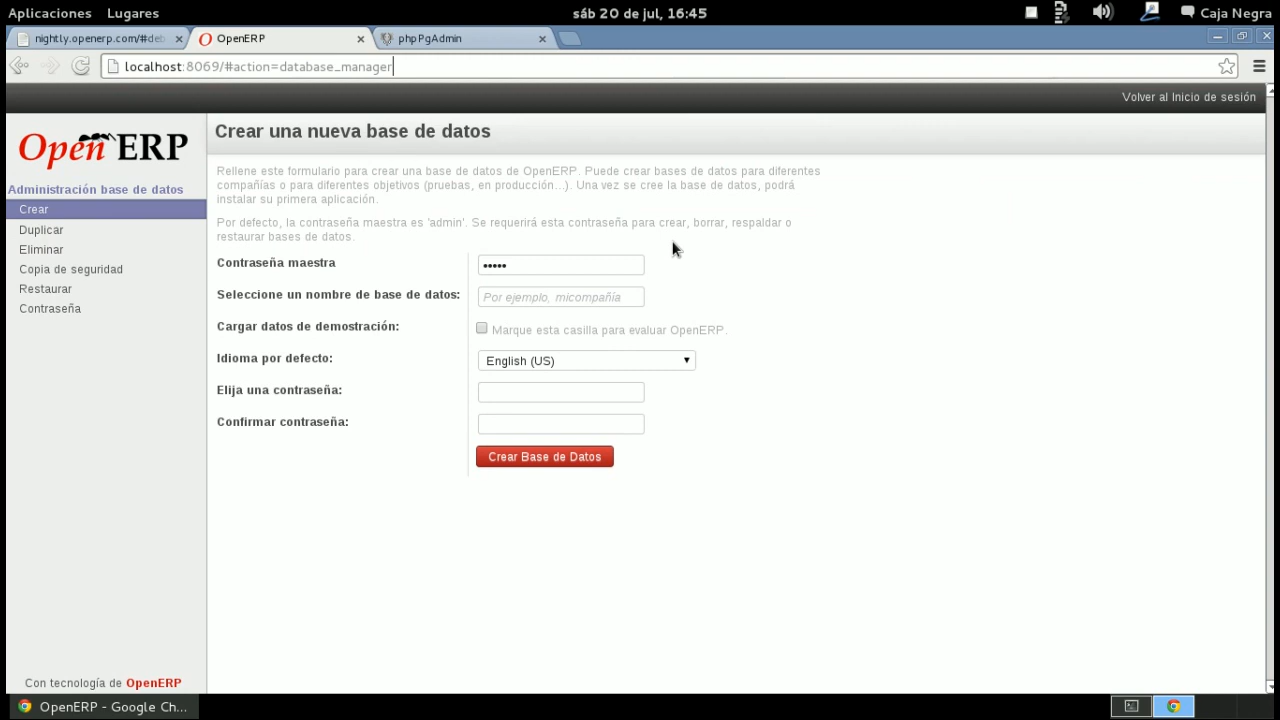 Aplicaciones Lugares sáb 20 de jul, 16:45 Caja Negra
nightly.openerp.com/#deb OpenERP phpPgAdmin
localhost:8069/#action=database_manager
Volver al Inicio de sesión
Open ERP
Administración base de datos
Crear
Duplicar
Eliminar
Copia de seguridad
Restaurar
Contraseña
Crear una nueva base de datos
Rellene este formulario para crear una base de datos de OpenERP. Puede crear bases de datos para diferentes
compañías o para diferentes objetivos (pruebas, en producción...). Una vez se cree la base de datos, podrá
instalar su primera aplicación.
Por defecto, la contraseña maestra es 'admin'. Se requerirá esta contraseña para crear, borrar, respaldar o
restaurar bases de datos.
Contraseña maestra •••••
Seleccione un nombre de base de datos: Por ejemplo, micompañía
Cargar datos de demostración: Marque esta casilla para evaluar OpenERP.
Idioma por defecto: English (US)
Elija una contraseña:
Confirmar contraseña:
Crear Base de Datos
Con tecnología de OpenERP
OpenERP - Google Ch...